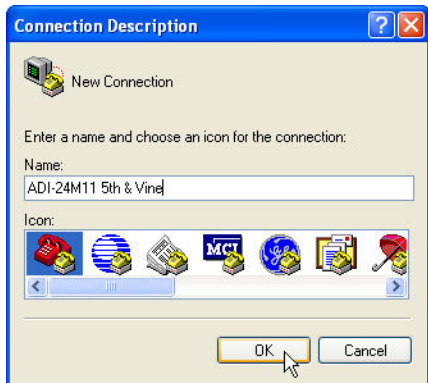 Connection Description
New Connection
Enter a name and choose an icon for the connection:
Name:
ADI-24M11 5th & Vine
Icon:
MCI
OK
Cancel